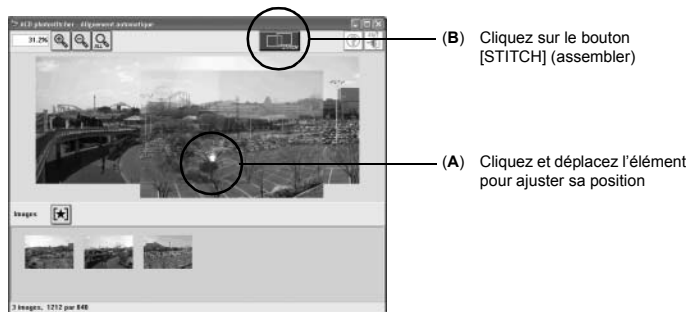 ACD photostitcher - Alignement automatique
31.2%
ALL
(B) Cliquez sur le bouton
[STITCH] (assembler)
(A) Cliquez et déplacez l’élément
pour ajuster sa position
Images
3 images, 1212 par 848